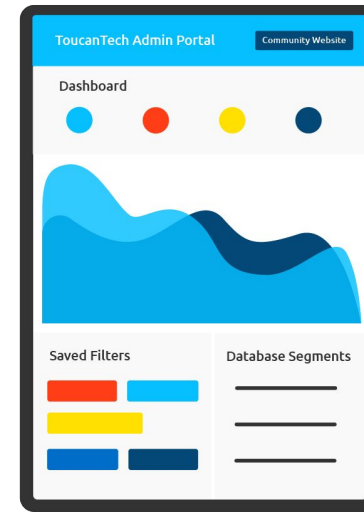 ToucanTech Admin Portal
Community Website
Dashboard
Saved Filters
Database Segments